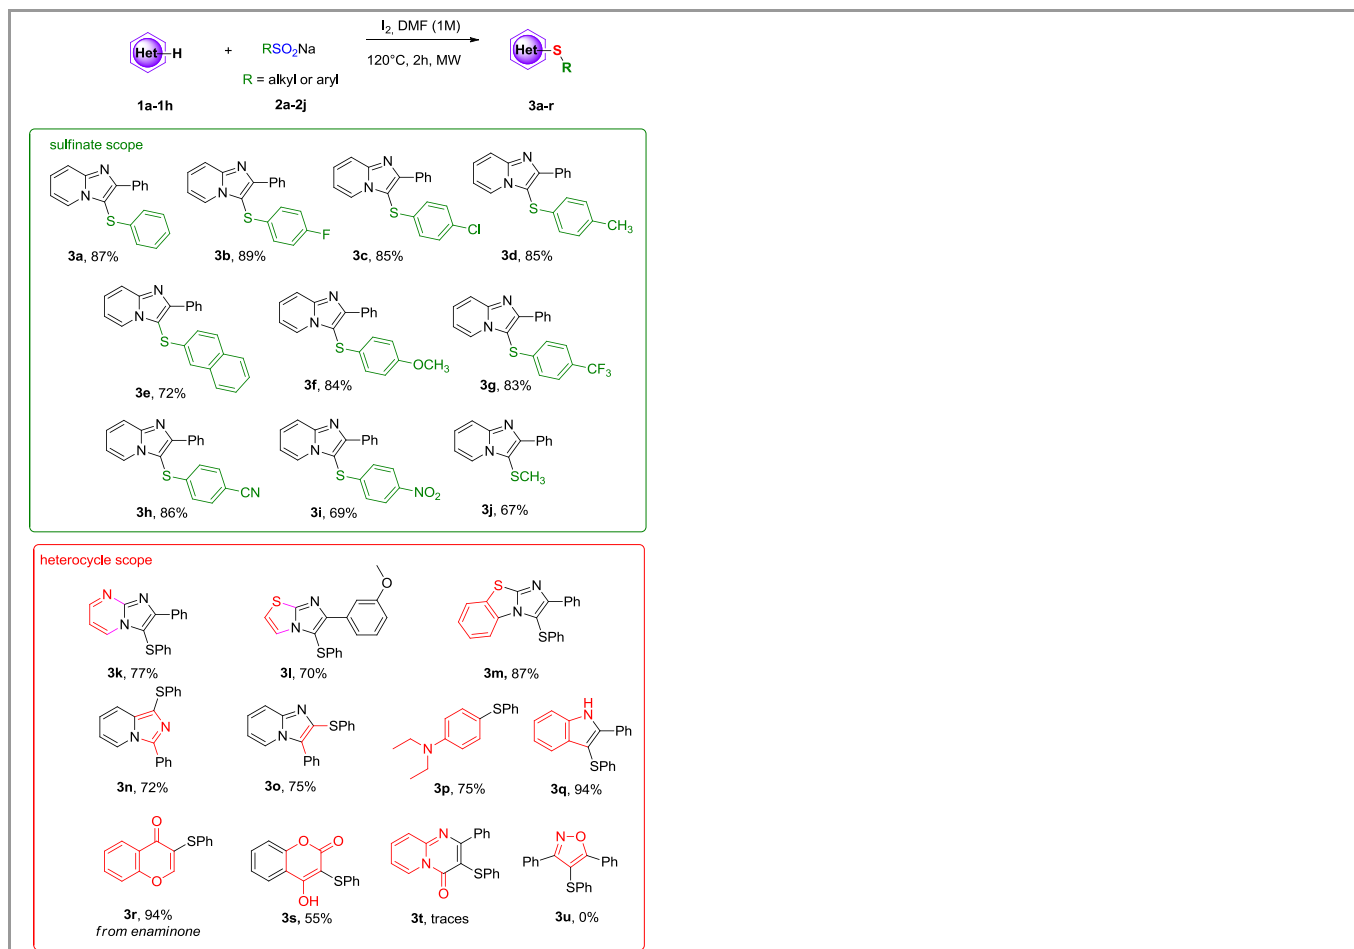 I2, DMF (1M)
Het H + RSO2Na Het S
120°C, 2h, MW R
R = alkyl or aryl
1a-1h 2a-2j 3a-r
sulfinate scope
N N N N
Ph Ph Ph Ph
N N N N
S S S S
F Cl CH3
3a, 87% 3b, 89% 3c, 85% 3d, 85%
N N N
Ph Ph Ph
N N N
S S S
OCH3 CF3
3e, 72% 3f, 84% 3g, 83%
N N N
Ph Ph Ph
N N N
S S SCH3
CN NO2
3h, 86% 3i, 69% 3j, 67%
heterocycle scope
O
N N S N S N
Ph Ph
N N N
SPh SPh SPh
3k, 77% 3l, 70% 3m, 87%
SPh
N SPh SPh H
N N
N N N Ph
Ph Ph SPh
3n, 72% 3o, 75% 3p, 75% 3q, 94%
O SPh O O N Ph N O
Ph Ph
O SPh N SPh SPh
OH O
3r, 94% 3s, 55% 3t, traces 3u, 0%
from enaminone